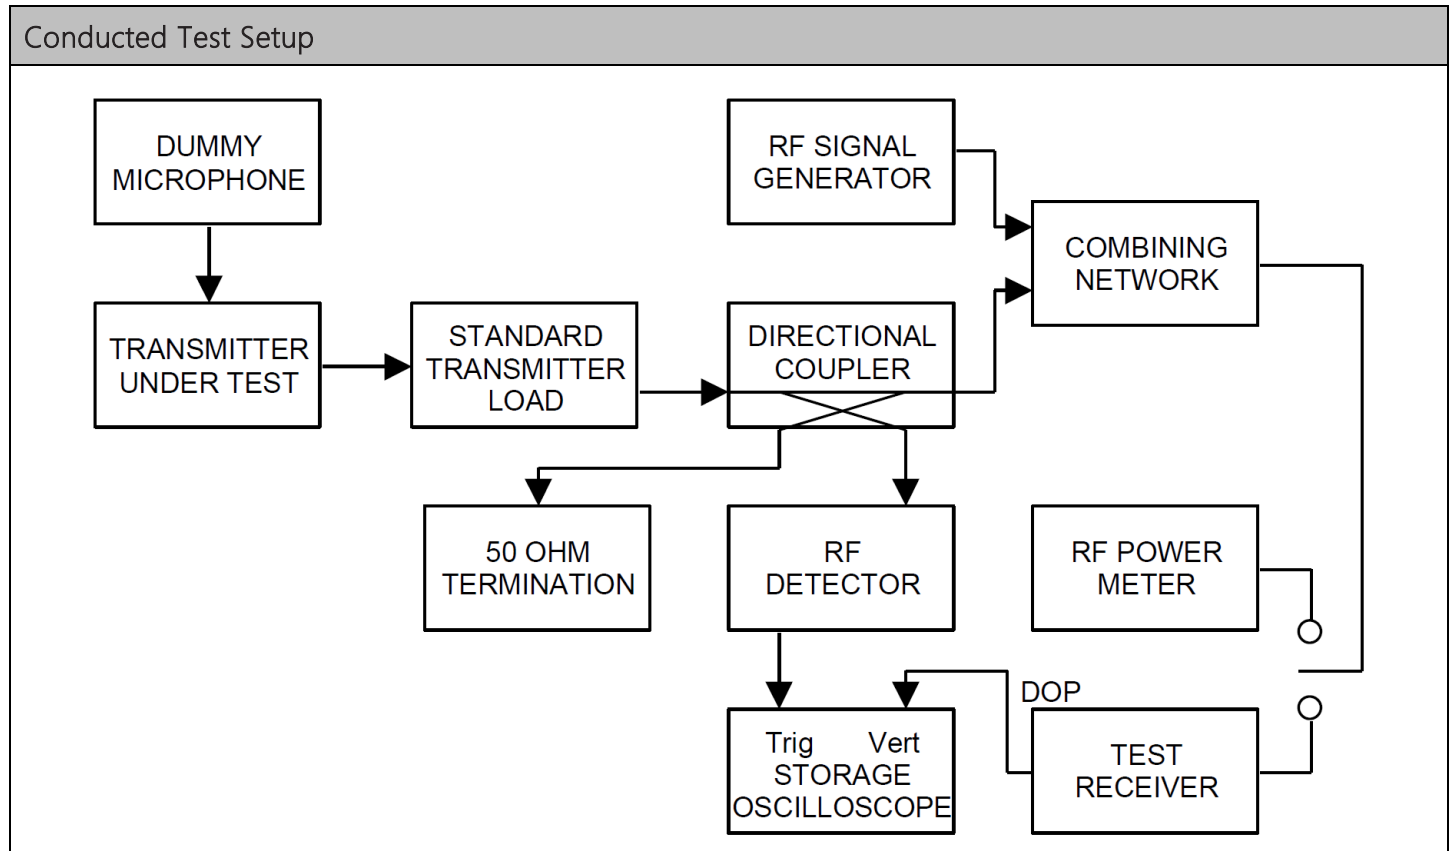 Conducted Test Setup
DUMMY
MICROPHONE
RF SIGNAL
GENERATOR
COMBINING
NETWORK
TRANSMITTER
UNDER TEST
STANDARD
TRANSMITTER
LOAD
DIRECTIONAL
COUPLER
50 OHM
TERMINATION
RF
DETECTOR
RF POWER
METER
DOP
Trig Vert
STORAGE
OSCILLOSCOPE
TEST
RECEIVER